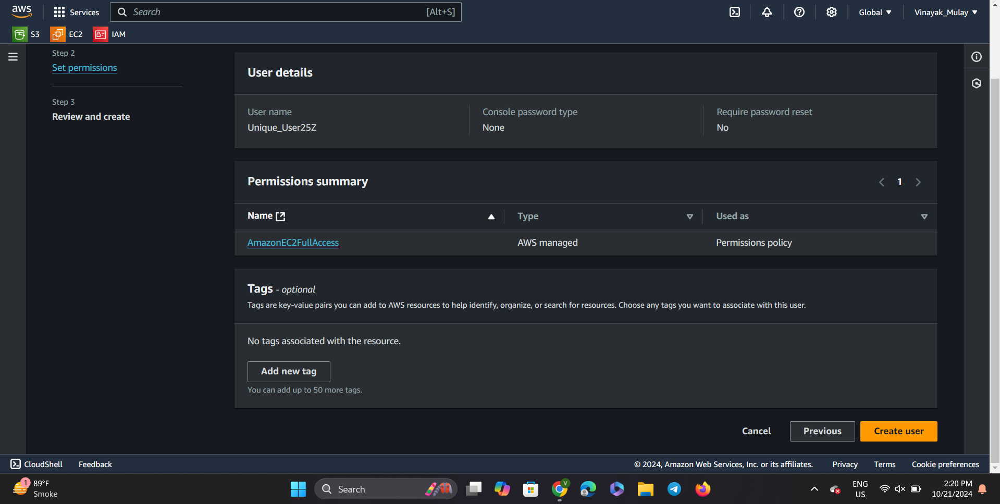 aws
Services
Search
[Alt+S]
Global
Vinayak_Mulay
S3
EC2
IAM
Step 2
Set permissions
Step 3
Review and create
User details
User name
Unique_User25Z
Console password type
None
Require password reset
No
Permissions summary
1
Name
Type
Used as
AmazonEC2FullAccess
AWS managed
Permissions policy
Tags - optional
Tags are key-value pairs you can add to AWS resources to help identify, organize, or search for resources. Choose any tags you want to associate with this user.
No tags associated with the resource.
Add new tag
You can add up to 50 more tags.
Cancel
Previous
Create user
CloudShell
Feedback
© 2024, Amazon Web Services, Inc. or its affiliates.
Privacy
Terms
Cookie preferences
1
89°F
Smoke
Search
V
ENG
US
2:20 PM
10/21/2024